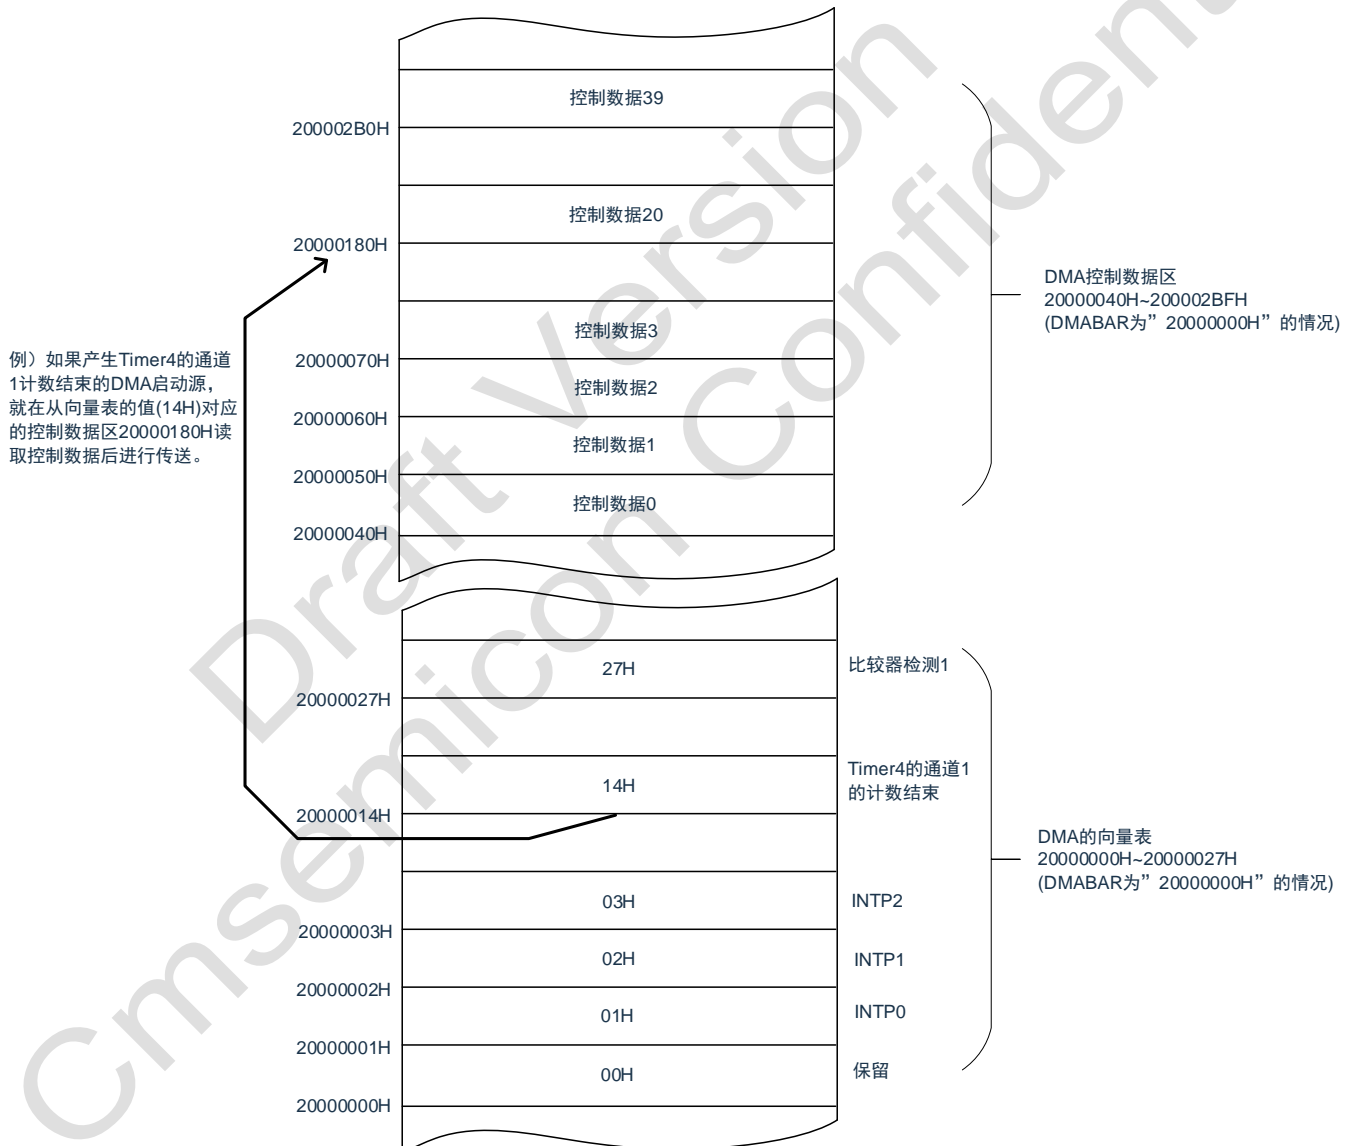 控制数据39
200002B0H
控制数据20
20000180H
控制数据3
20000070H
控制数据2
20000060H
控制数据1
20000050H
控制数据0
20000040H
DMA控制数据区
20000040H~200002BFH
(DMABAR为”20000000H”的情况)
例）如果产生Timer4的通道
1计数结束的DMA启动源，
就在从向量表的值(14H)对应
的控制数据区20000180H读
取控制数据后进行传送。
27H
比较器检测1
20000027H
14H
Timer4的通道1
的计数结束
20000014H
03H
INTP2
20000003H
02H
INTP1
20000002H
01H
INTP0
20000001H
00H
保留
20000000H
DMA的向量表
20000000H~20000027H
(DMABAR为”20000000H”的情况)
Draft Version
Cmsemicon Confident